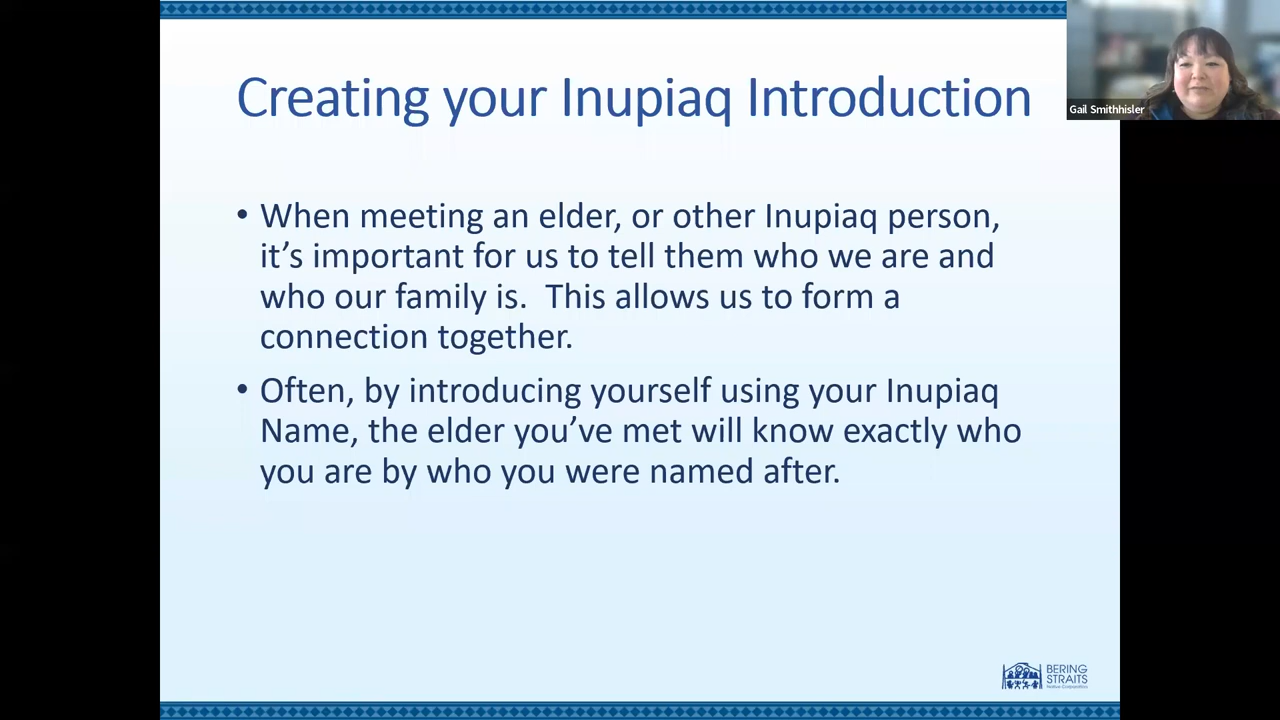 Creating your Inupiaq Introduction
Gail Smithhisler
• When meeting an elder, or other Inupiaq person,
it’s important for us to tell them who we are and
who our family is.  This allows us to form a
connection together.
• Often, by introducing yourself using your Inupiaq
Name, the elder you’ve met will know exactly who
you are by who you were named after.
BERING
STRAITS
Native Corporation